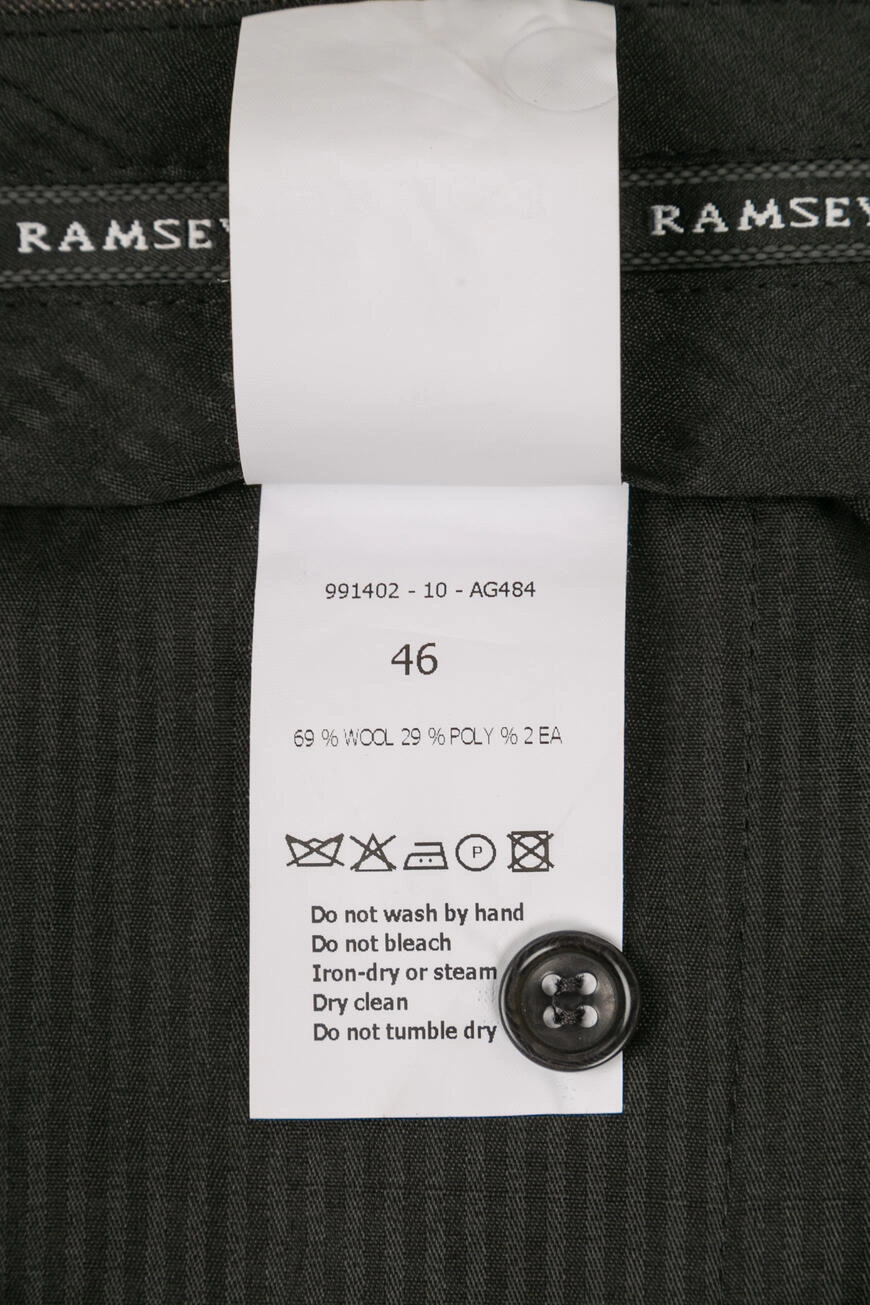 RAMSEY
RAMSEY
991402 - 10 - AG484
46
69 % WOOL 29 % POLY % 2 EA
P
Do not wash by hand
Do not bleach
Iron-dry or steam
Dry clean
Do not tumble dry